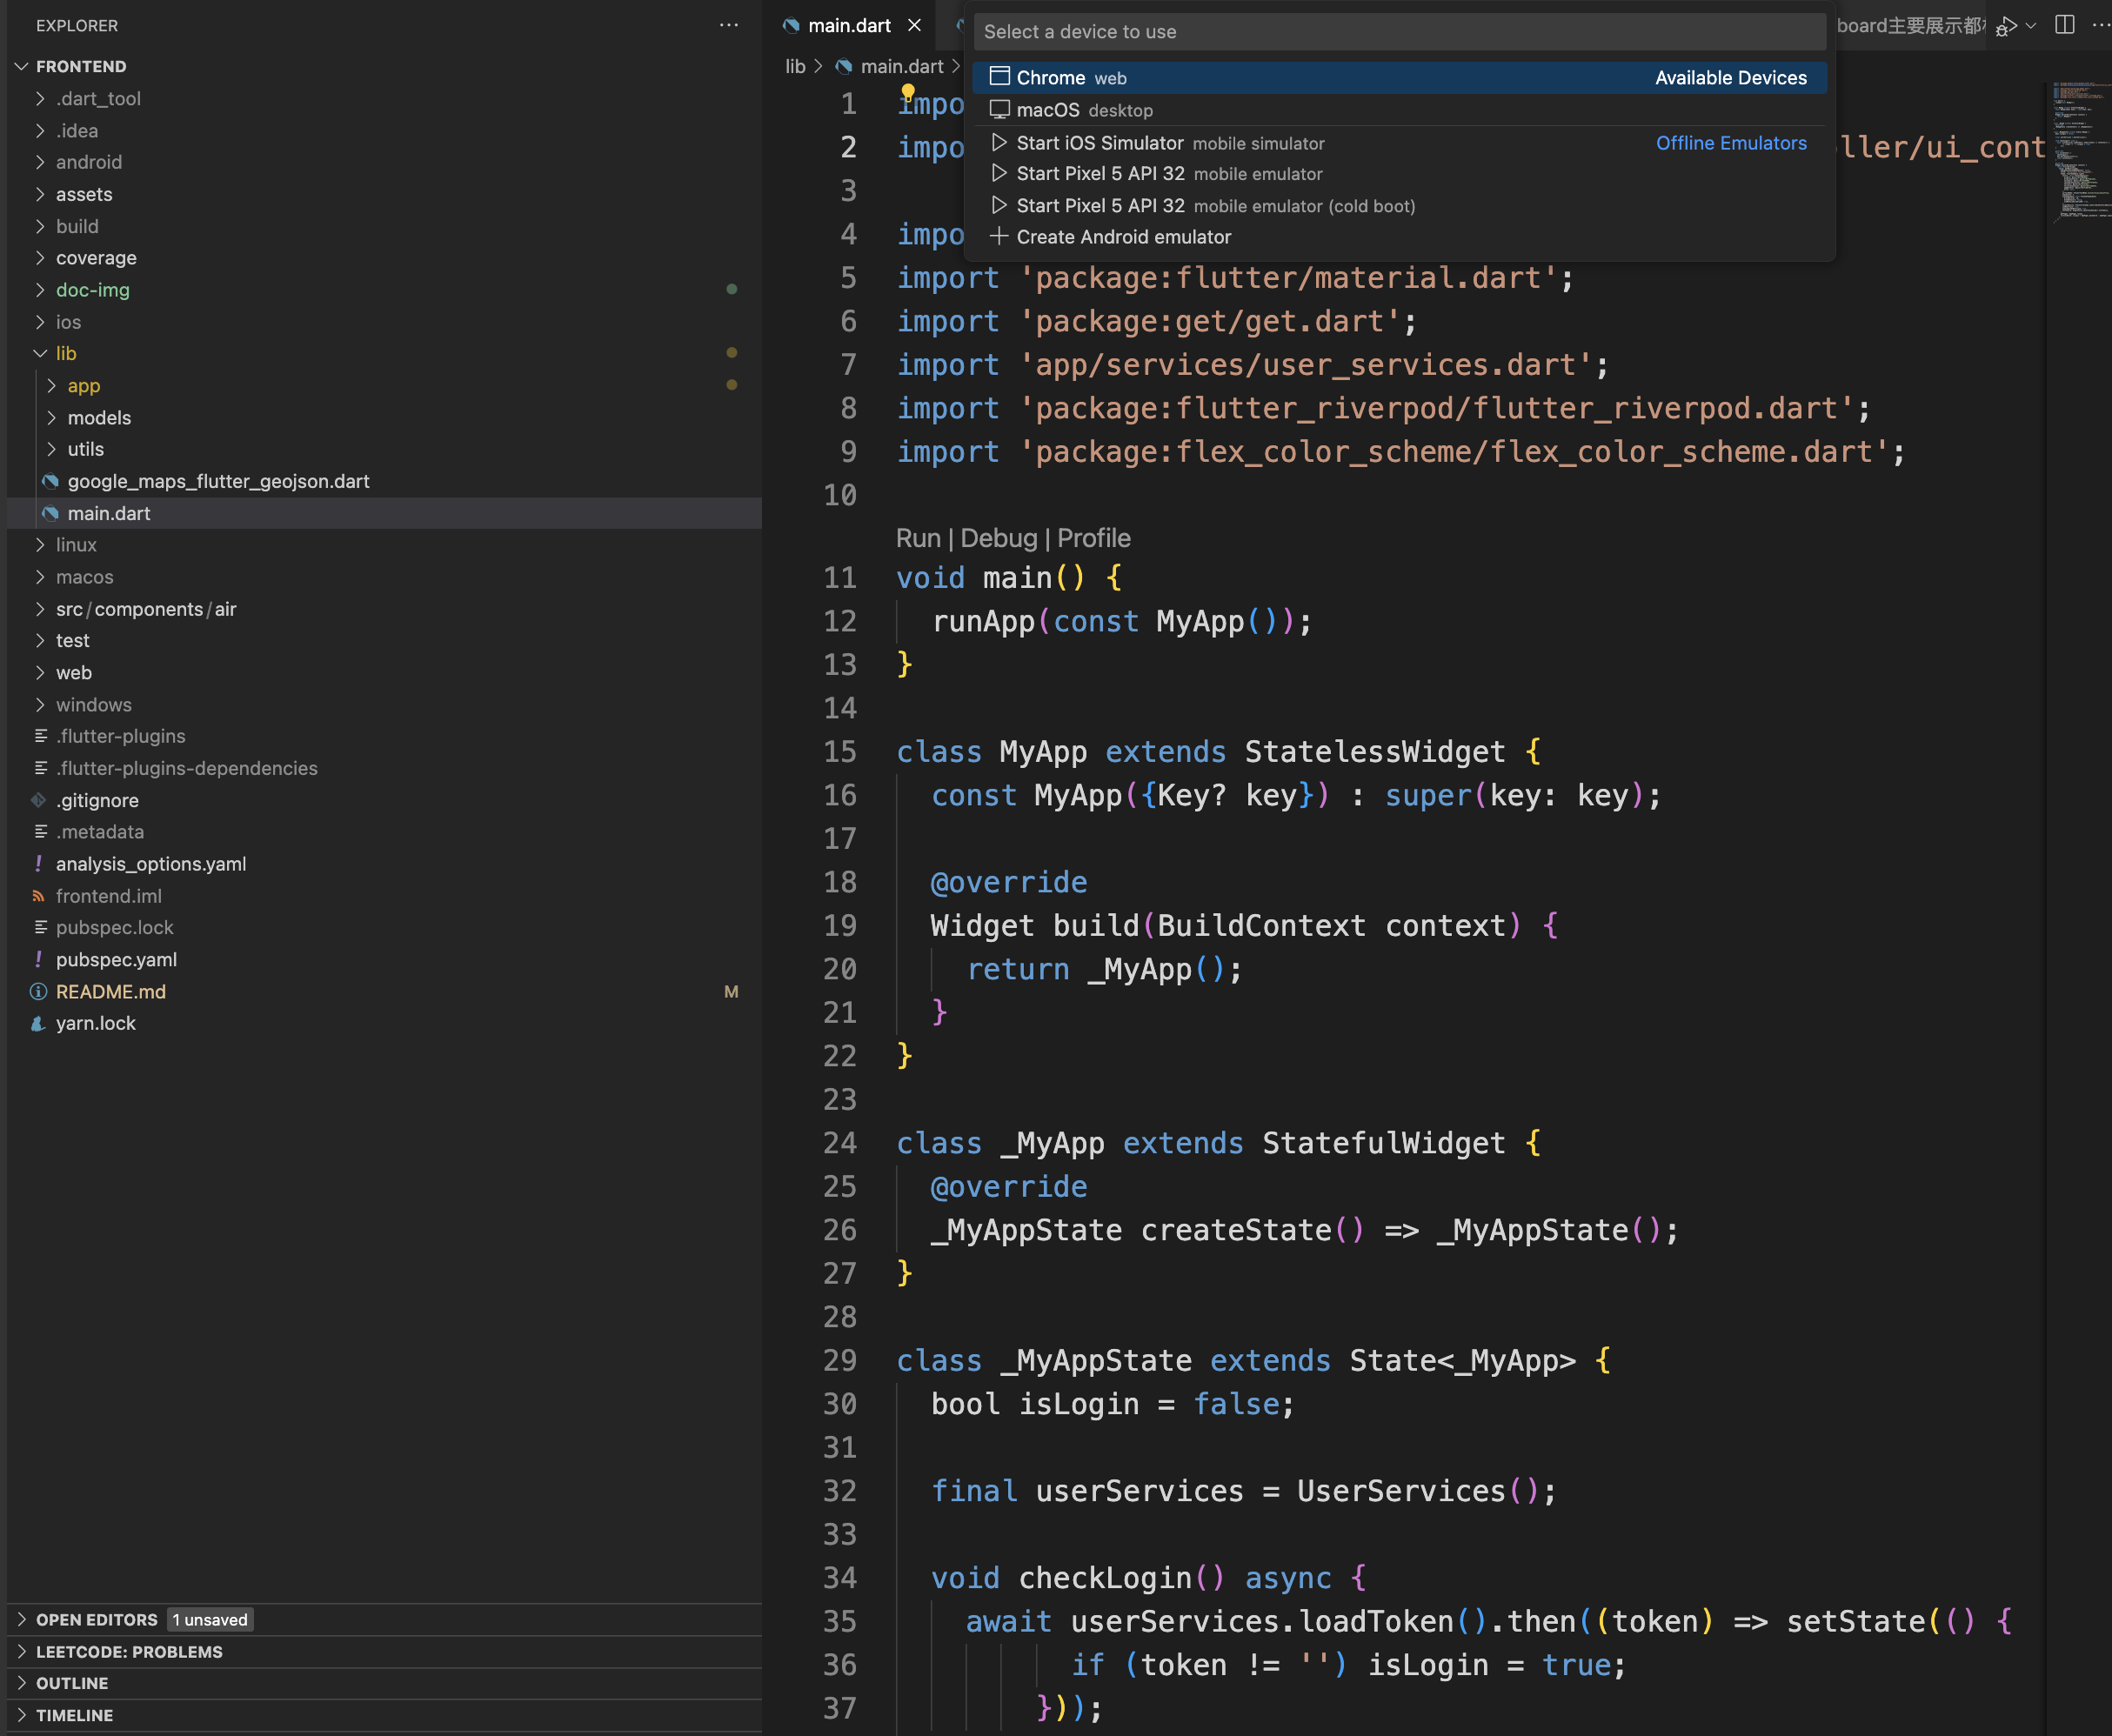 EXPLORER
FRONTEND
.dart_tool
.idea
android
assets
build
coverage
doc-img
ios
lib
app
models
utils
google_maps_flutter_geojson.dart
main.dart
linux
macos
src/components/air
test
web
windows
.flutter-plugins
.flutter-plugins-dependencies
.gitignore
.metadata
analysis_options.yaml
frontend.iml
pubspec.lock
pubspec.yaml
README.md M
yarn.lock
OPEN EDITORS 1 unsaved
LEETCODE: PROBLEMS
OUTLINE
TIMELINE
main.dart
board主要展示都
lib > main.dart >
Select a device to use
Chrome web Available Devices
macOS desktop
Start iOS Simulator mobile simulator Offline Emulators
Start Pixel 5 API 32 mobile emulator
Start Pixel 5 API 32 mobile emulator (cold boot)
Create Android emulator
1 impo
2 impo ller/ui_cont
3
4 impo
5 import 'package:flutter/material.dart';
6 import 'package:get/get.dart';
7 import 'app/services/user_services.dart';
8 import 'package:flutter_riverpod/flutter_riverpod.dart';
9 import 'package:flex_color_scheme/flex_color_scheme.dart';
10
Run | Debug | Profile
11 void main() {
12 runApp(const MyApp());
13 }
14
15 class MyApp extends StatelessWidget {
16 const MyApp({Key? key}) : super(key: key);
17
18 @override
19 Widget build(BuildContext context) {
20 return _MyApp();
21 }
22 }
23
24 class _MyApp extends StatefulWidget {
25 @override
26 _MyAppState createState() => _MyAppState();
27 }
28
29 class _MyAppState extends State<_MyApp> {
30 bool isLogin = false;
31
32 final userServices = UserServices();
33
34 void checkLogin() async {
35 await userServices.loadToken().then((token) => setState(() {
36 if (token != '') isLogin = true;
37 }));